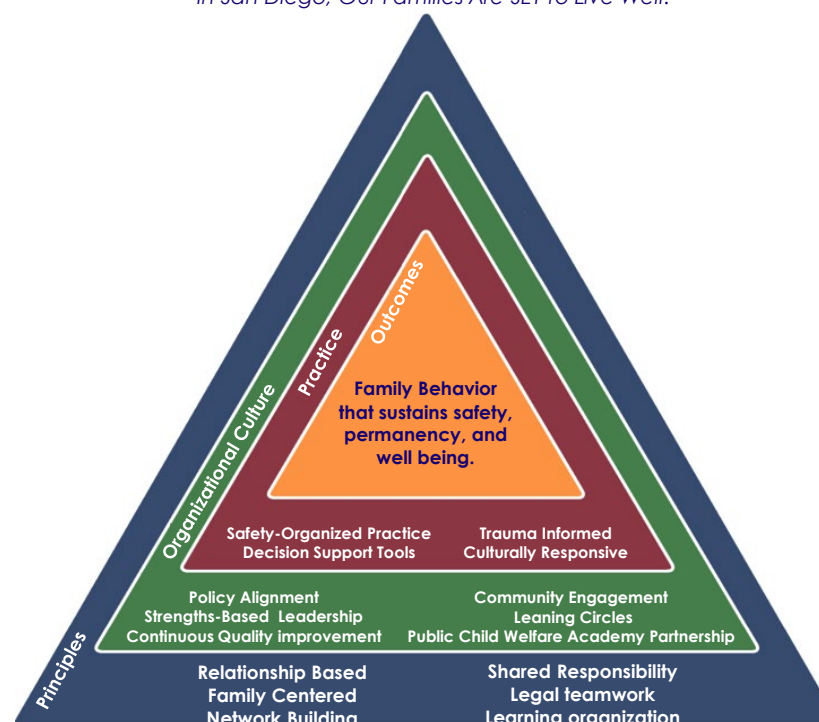 In San Diego, Our Families Are SET to Live Well.
Outcomes
Practice
Organizational Culture
Principles
Family Behavior
that sustains safety,
permanency, and
well being.
Safety-Organized Practice
Decision Support Tools
Trauma Informed
Culturally Responsive
Policy Alignment
Strengths-Based Leadership
Continuous Quality improvement
Community Engagement
Leaning Circles
Public Child Welfare Academy Partnership
Relationship Based
Family Centered
Network Building
Shared Responsibility
Legal teamwork
Learning organization